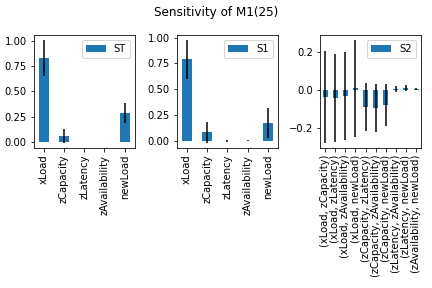 Sensitivity of M1(25)
ST
1.00
0.75
0.50
0.25
0.00
xLoad
zCapacity
zLatency
zAvailability
newLoad
S1
1.00
0.75
0.50
0.25
0.00
xLoad
zCapacity
zLatency
zAvailability
newLoad
S2
0.2
0.0
−0.2
(xLoad, zCapacity)
(xLoad, zLatency)
(xLoad, zAvailability)
(xLoad, newLoad)
(zCapacity, zLatency)
(zCapacity, zAvailability)
(zCapacity, newLoad)
(zLatency, zAvailability)
(zLatency, newLoad)
(zAvailability, newLoad)